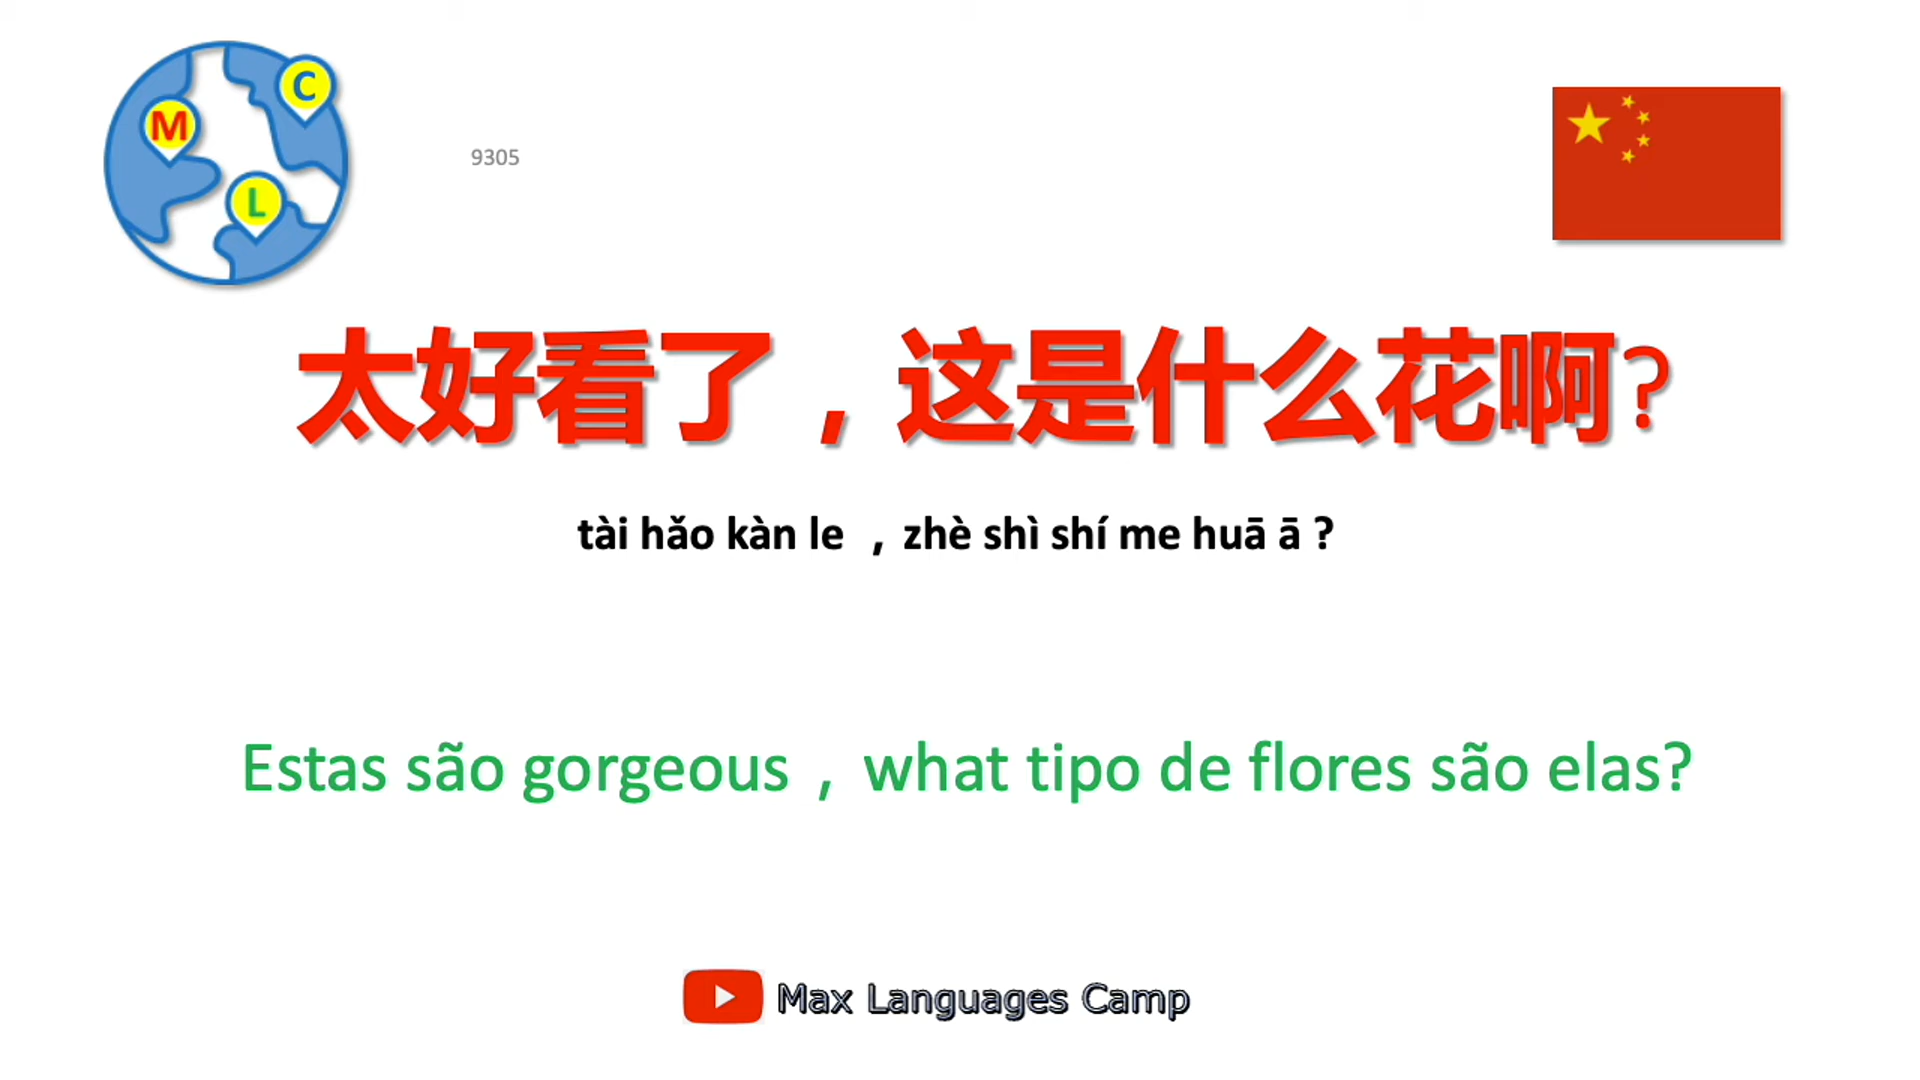 M
C
L
9305
太好看了，这是什么花啊?
tài hǎo kàn le ，zhè shì shí me huā ā ?
Estas são gorgeous，what tipo de flores são elas?
Max Languages Camp